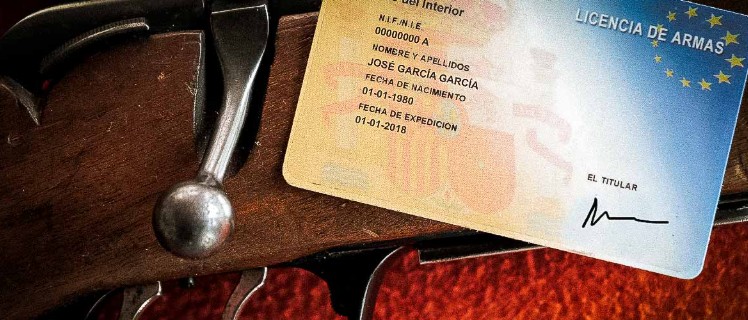 del Interior
LICENCIA DE ARMAS
N.I.F./N.I.E.
00000000 A
NOMBRE Y APELLIDOS
JOSÉ GARCÍA GARCÍA
FECHA DE NACIMIENTO
01-01-1980
FECHA DE EXPEDICIÓN
01-01-2018
EL TITULAR